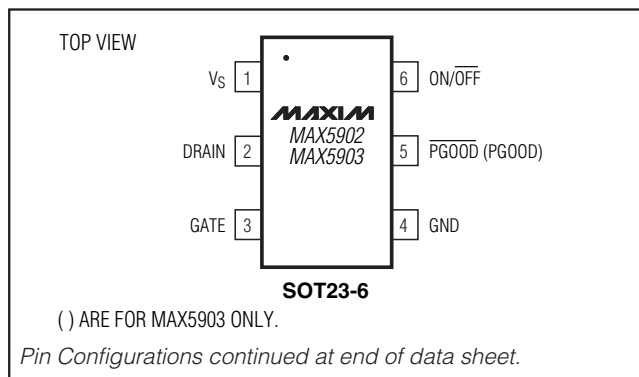 TOP VIEW
VS 1
6 ON/OFF
MAXIM
MAX5902
MAX5903
DRAIN 2
5 PGOOD (PGOOD)
GATE 3
4 GND
SOT23-6
( ) ARE FOR MAX5903 ONLY.
Pin Configurations continued at end of data sheet.